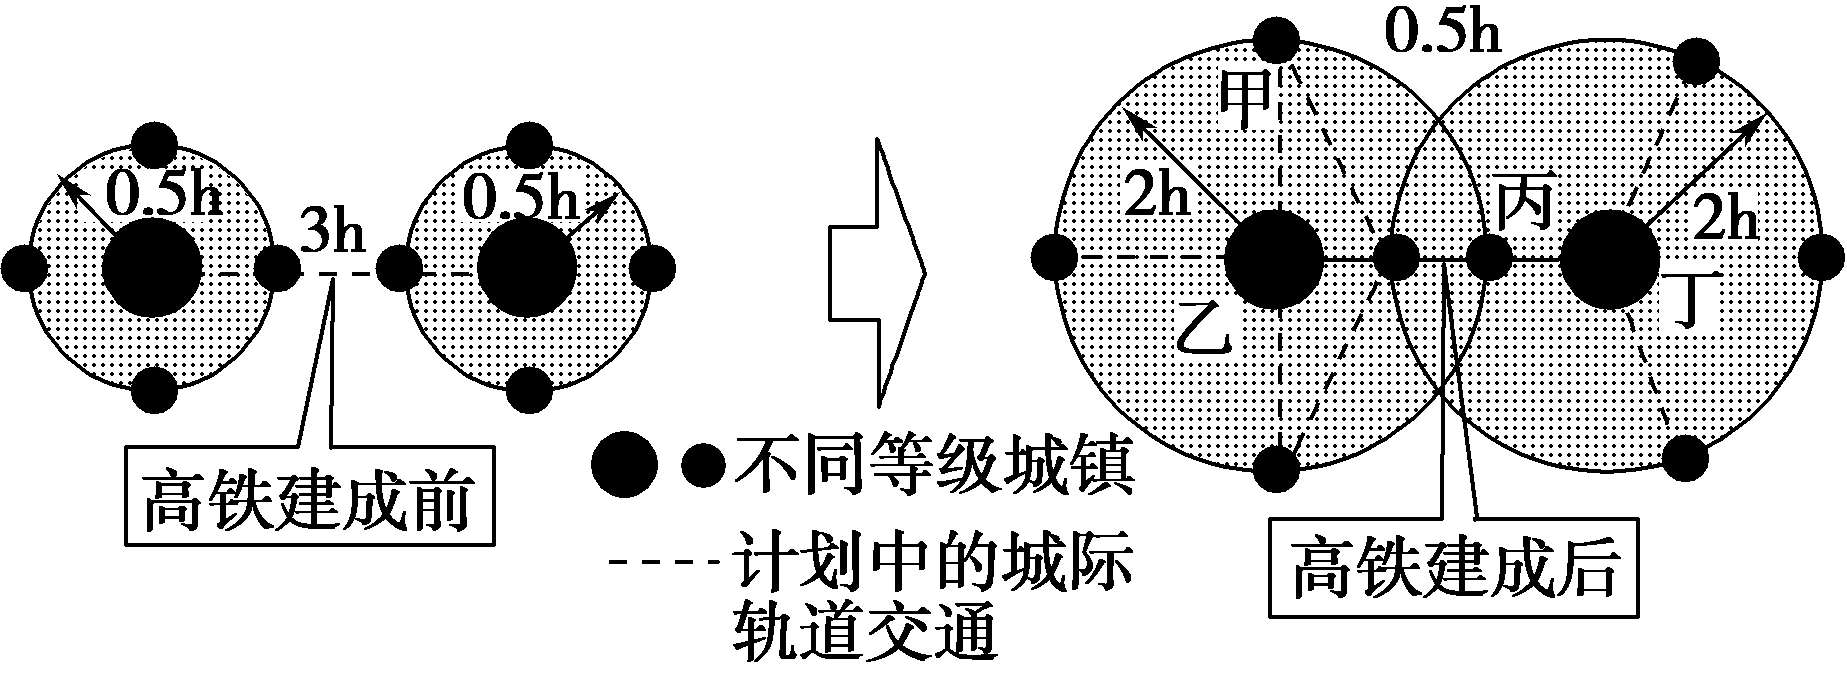 0.5h
3h
0.5h
高铁建成前
0.5h
甲
2h
乙
丙
2h
丁
高铁建成后
不同等级城镇
计划中的城际
轨道交通